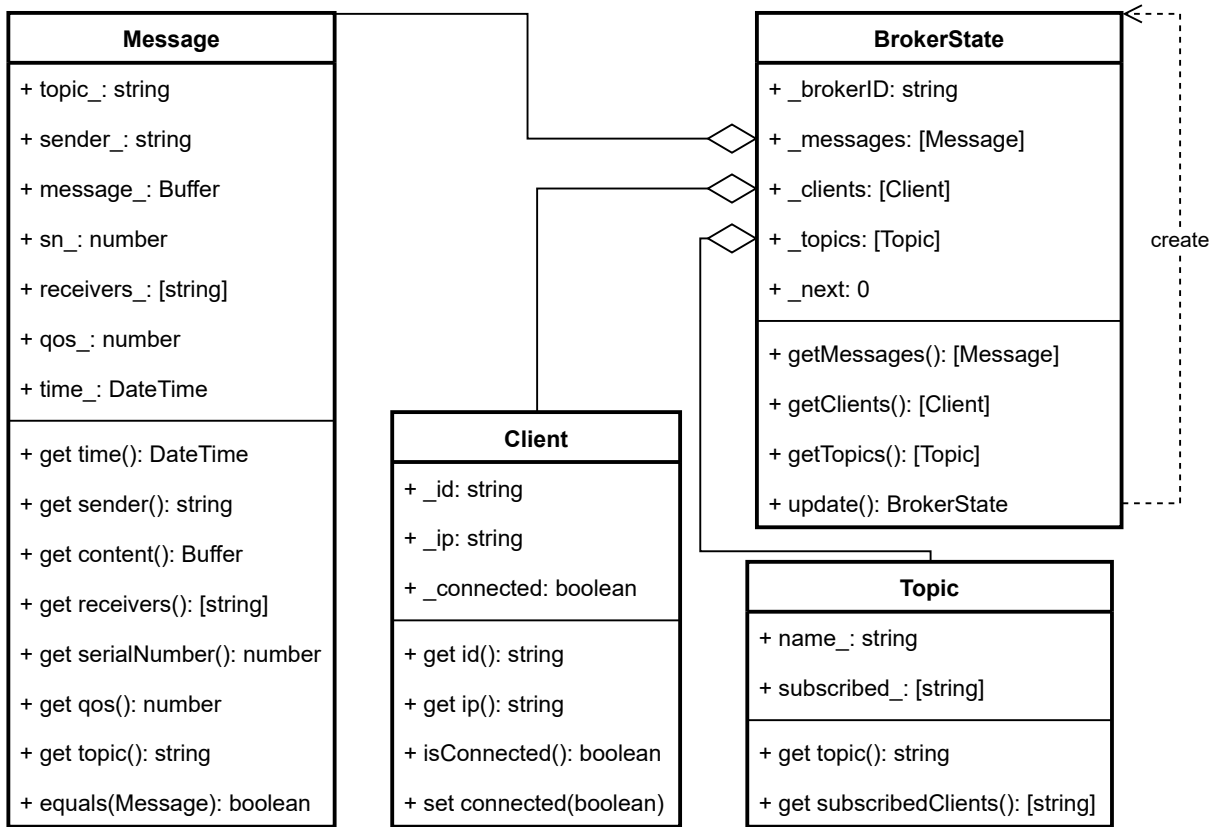 Message
+ topic_: string
+ sender_: string
+ message_: Buffer
+ sn_: number
+ receivers_: [string]
+ qos_: number
+ time_: DateTime
+ get time(): DateTime
+ get sender(): string
+ get content(): Buffer
+ get receivers(): [string]
+ get serialNumber(): number
+ get qos(): number
+ get topic(): string
+ equals(Message): boolean
Client
+ _id: string
+ _ip: string
+ _connected: boolean
+ get id(): string
+ get ip(): string
+ isConnected(): boolean
+ set connected(boolean)
BrokerState
+ _brokerID: string
+ _messages: [Message]
+ _clients: [Client]
+ _topics: [Topic]
+ _next: 0
+ getMessages(): [Message]
+ getClients(): [Client]
+ getTopics(): [Topic]
+ update(): BrokerState
create
Topic
+ name_: string
+ subscribed_: [string]
+ get topic(): string
+ get subscribedClients(): [string]